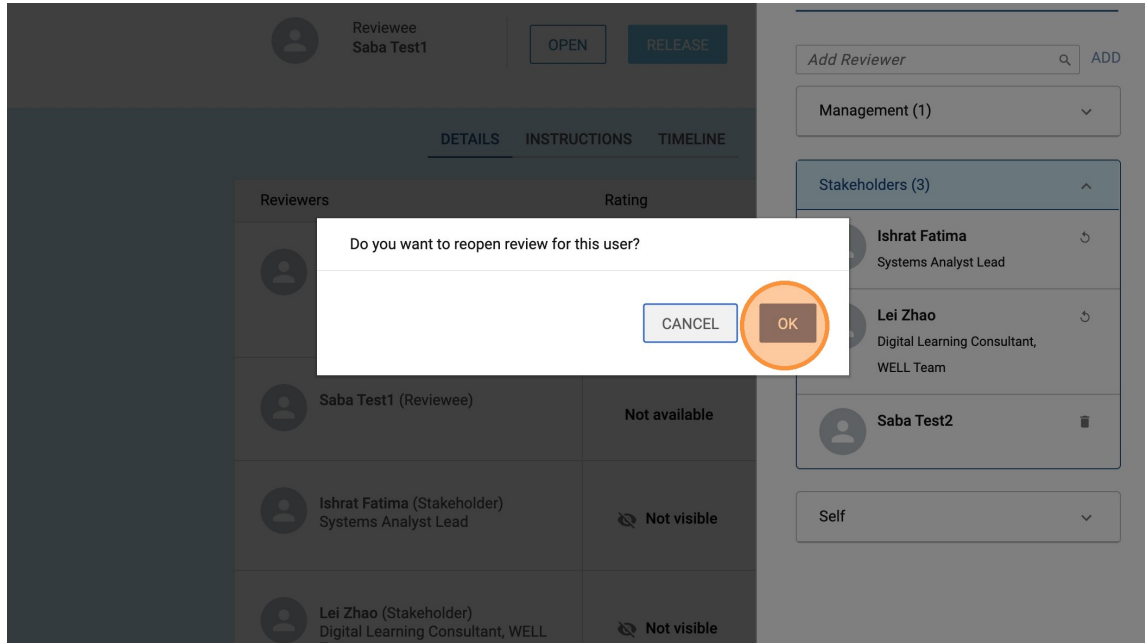 Reviewee
Saba Test1
OPEN
RELEASE
DETAILS
INSTRUCTIONS
TIMELINE
Reviewers
Rating
Saba Test1 (Reviewee)
Not available
Ishrat Fatima (Stakeholder)
Systems Analyst Lead
Not visible
Lei Zhao (Stakeholder)
Digital Learning Consultant, WELL
Not visible
Do you want to reopen review for this user?
CANCEL
OK
Add Reviewer
ADD
Management (1)
Stakeholders (3)
Ishrat Fatima
Systems Analyst Lead
Lei Zhao
Digital Learning Consultant,
WELL Team
Saba Test2
Self